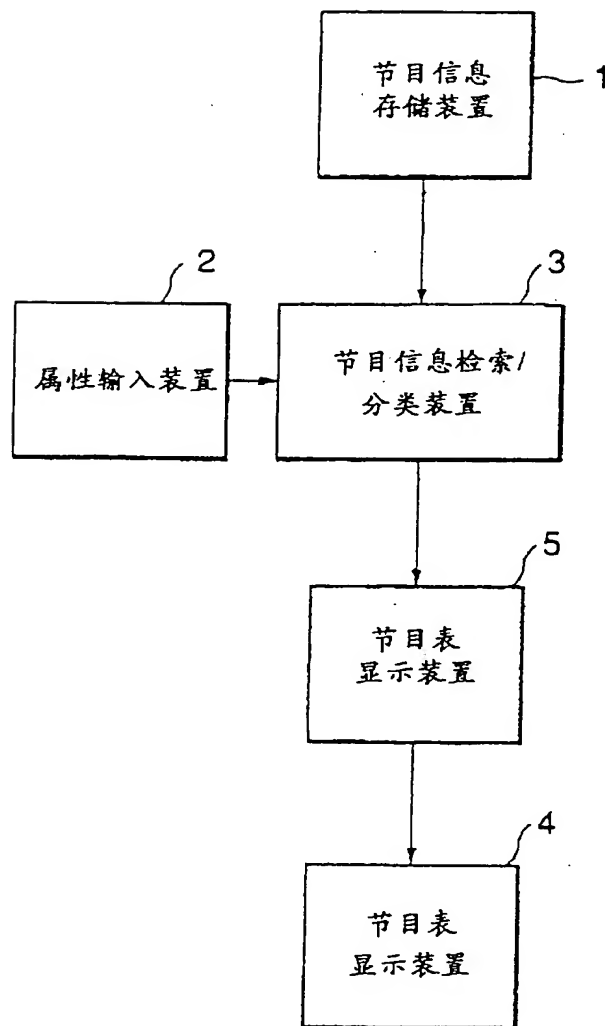 节目信息
存储装置
1
2
属性输入装置
3
节目信息检索/
分类装置
5
节目表
显示装置
4
节目表
显示装置